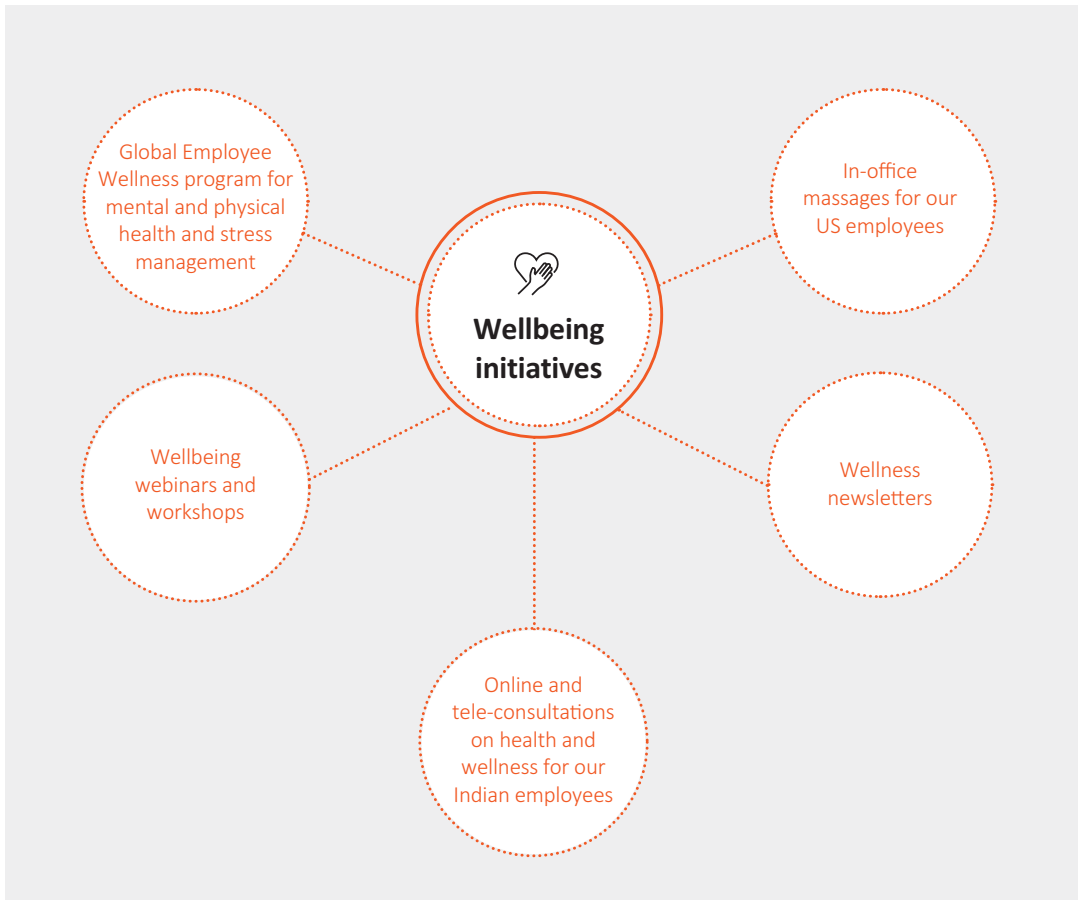 Global Employee
Wellness program for
mental and physical
health and stress
management
In-office
massages for our
US employees
Wellbeing
initiatives
Wellbeing
webinars and
workshops
Wellness
newsletters
Online and
tele-consultations
on health and
wellness for our
Indian employees